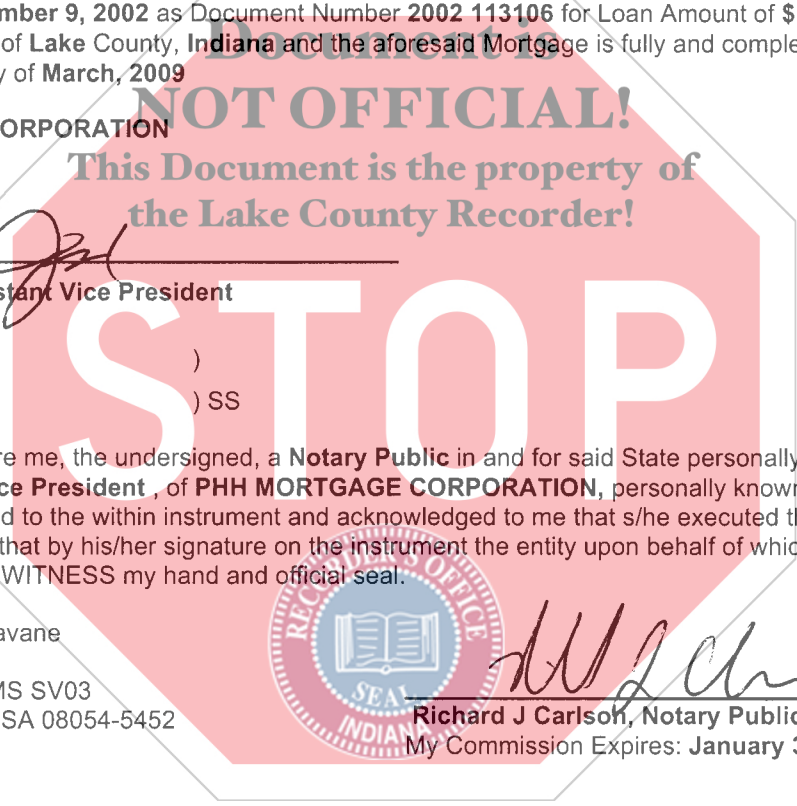 mber 9, 2002 as Document Number 2002 113106 for Loan Amount of $
Document is
of Lake County, Indiana and the aforesaid Mortgage is fully and comple
y of March, 2009
NOT OFFICIAL!
ORPORATION
This Document is the property of
the Lake County Recorder!
stant Vice President
STOP
)
) SS
re me, the undersigned, a Notary Public in and for said State personally
ce President , of PHH MORTGAGE CORPORATION, personally known
d to the within instrument and acknowledged to me that s/he executed th
that by his/her signature on the instrument the entity upon behalf of whic
WITNESS my hand and official seal.
RECORDER'S OFFICE
SEAL
INDIANA
avane
MS SV03
SA 08054-5452
Richard J Carlson, Notary Public
My Commission Expires: January 3